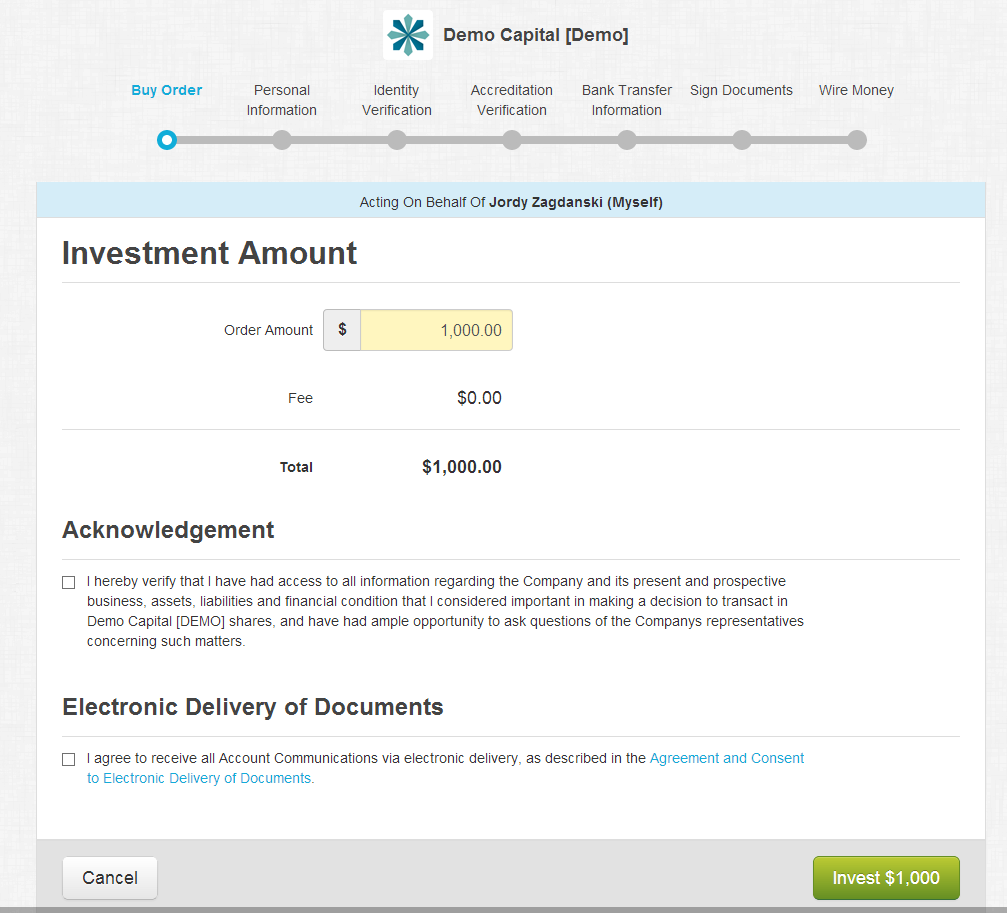 Demo Capital [Demo]
Buy Order
Personal
Information
Identity
Verification
Accreditation
Verification
Bank Transfer
Information
Sign Documents
Wire Money
Acting On Behalf Of Jordy Zagdanski (Myself)
Investment Amount
Order Amount $ 1,000.00
Fee $0.00
Total $1,000.00
Acknowledgement
I hereby verify that I have had access to all information regarding the Company and its present and prospective
business, assets, liabilities and financial condition that I considered important in making a decision to transact in
Demo Capital [DEMO] shares, and have had ample opportunity to ask questions of the Companys representatives
concerning such matters.
Electronic Delivery of Documents
I agree to receive all Account Communications via electronic delivery, as described in the Agreement and Consent
to Electronic Delivery of Documents.
Cancel
Invest $1,000